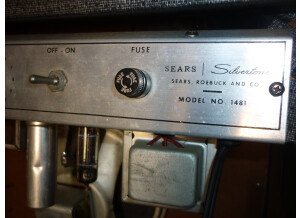 OFF - ON
FUSE
SEARS | Silvertone
SEARS, ROEBUCK AND CO.
MODEL NO. 1481